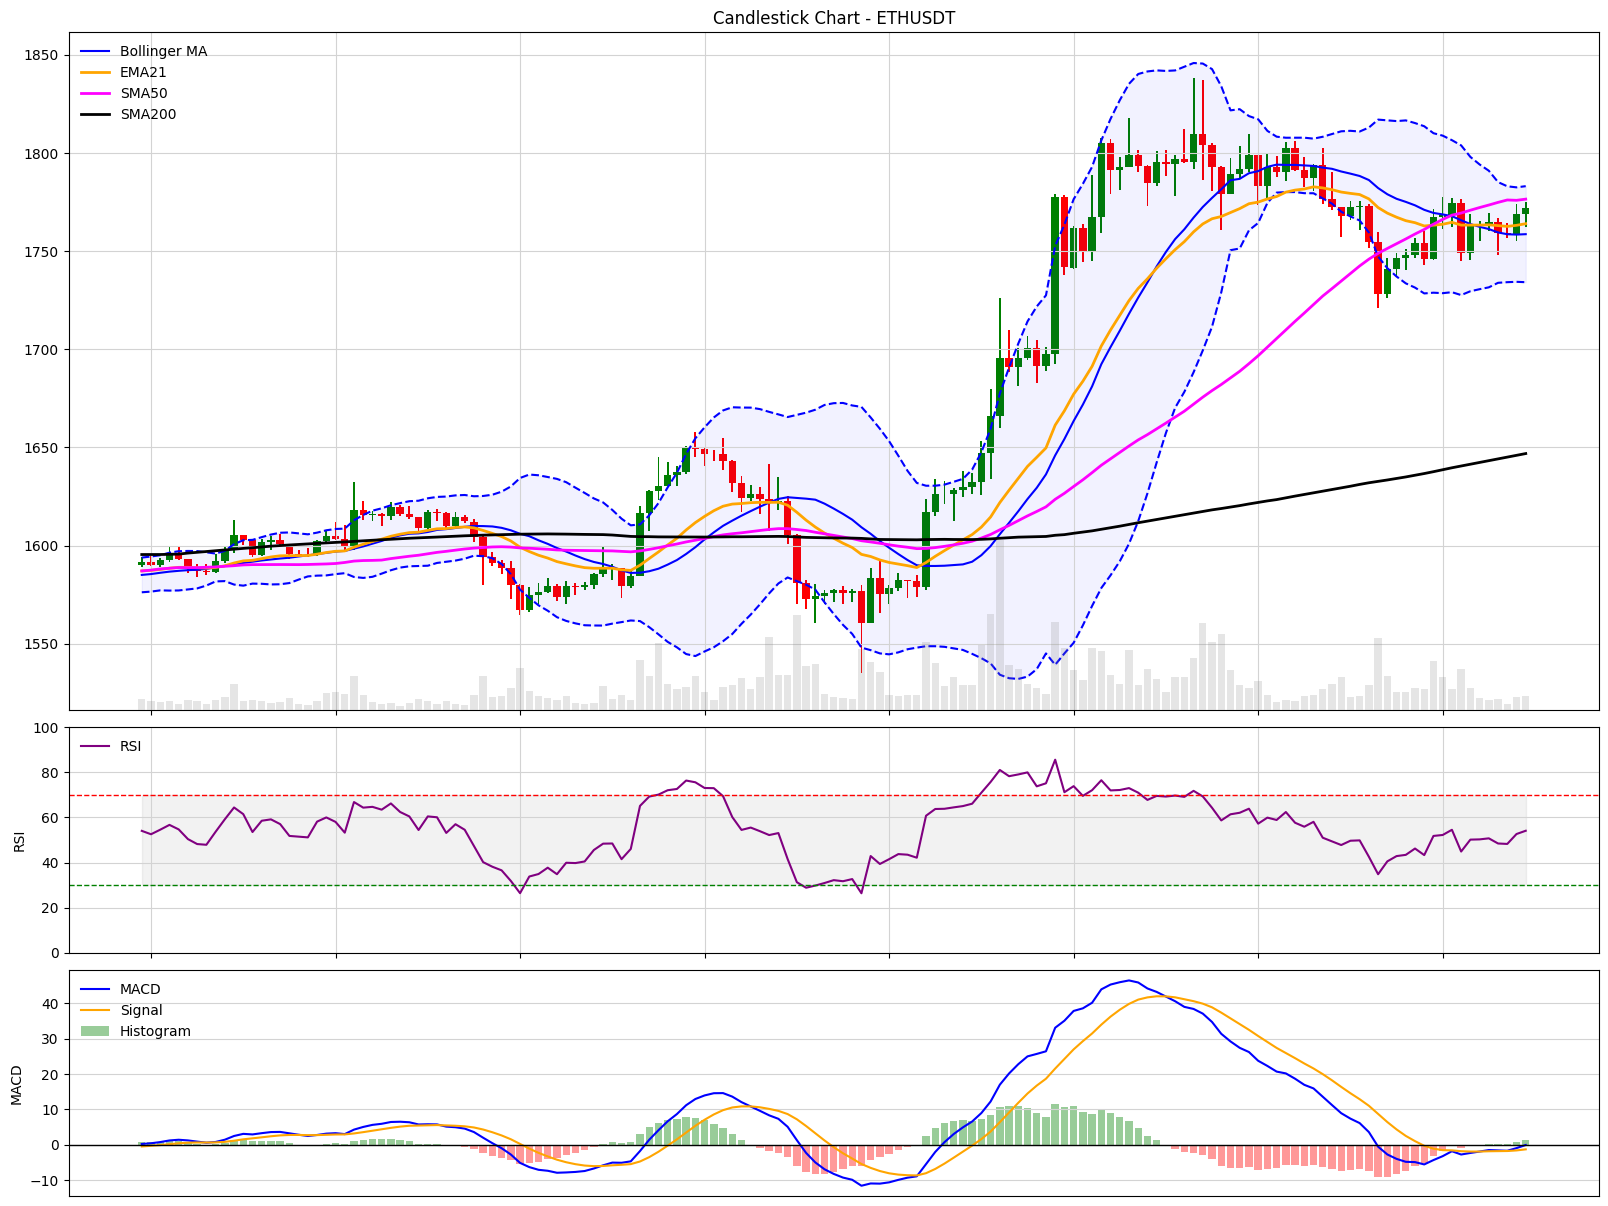 Candlestick Chart - ETHUSDT
1850
1800
1750
1700
1650
1600
1550
Bollinger MA
EMA21
SMA50
SMA200
100
80
60
40
20
0
RSI
RSI
40
30
20
10
0
−10
MACD
MACD
Signal
Histogram